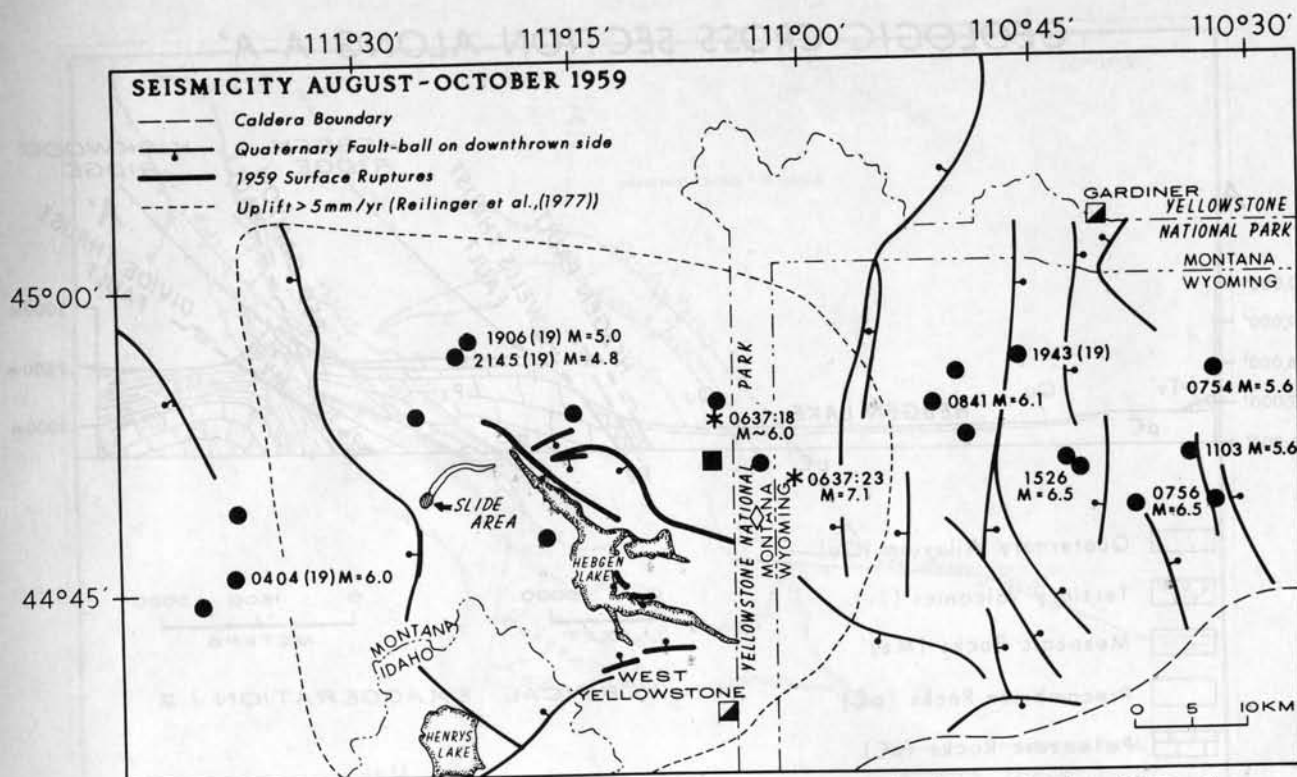 111°30´
111°15´
111°00´
110°45´
110°30´
SEISMICITY AUGUST-OCTOBER 1959
Caldera Boundary
Quaternary Fault-ball on downthrown side
1959 Surface Ruptures
Uplift > 5mm/yr (Reilinger et al.,(1977))
GARDINER
YELLOWSTONE
NATIONAL PARK
MONTANA
WYOMING
45°00´
44°45´
1906 (19) M=5.0
2145 (19) M=4.8
1943 (19)
0754 M=5.6
0841 M=6.1
0637:18
M~6.0
0637:23
M=7.1
1103 M=5.6
1526
M=6.5
0756
M=6.5
SLIDE
AREA
HEBGEN
LAKE
0404 (19) M=6.0
YELLOWSTONE NATIONAL PARK
MONTANA
WYOMING
MONTANA
IDAHO
WEST
YELLOWSTONE
HENRYS
LAKE
0 5 10KM
GEOLOGIC CROSS SECTION ALONG A-A'